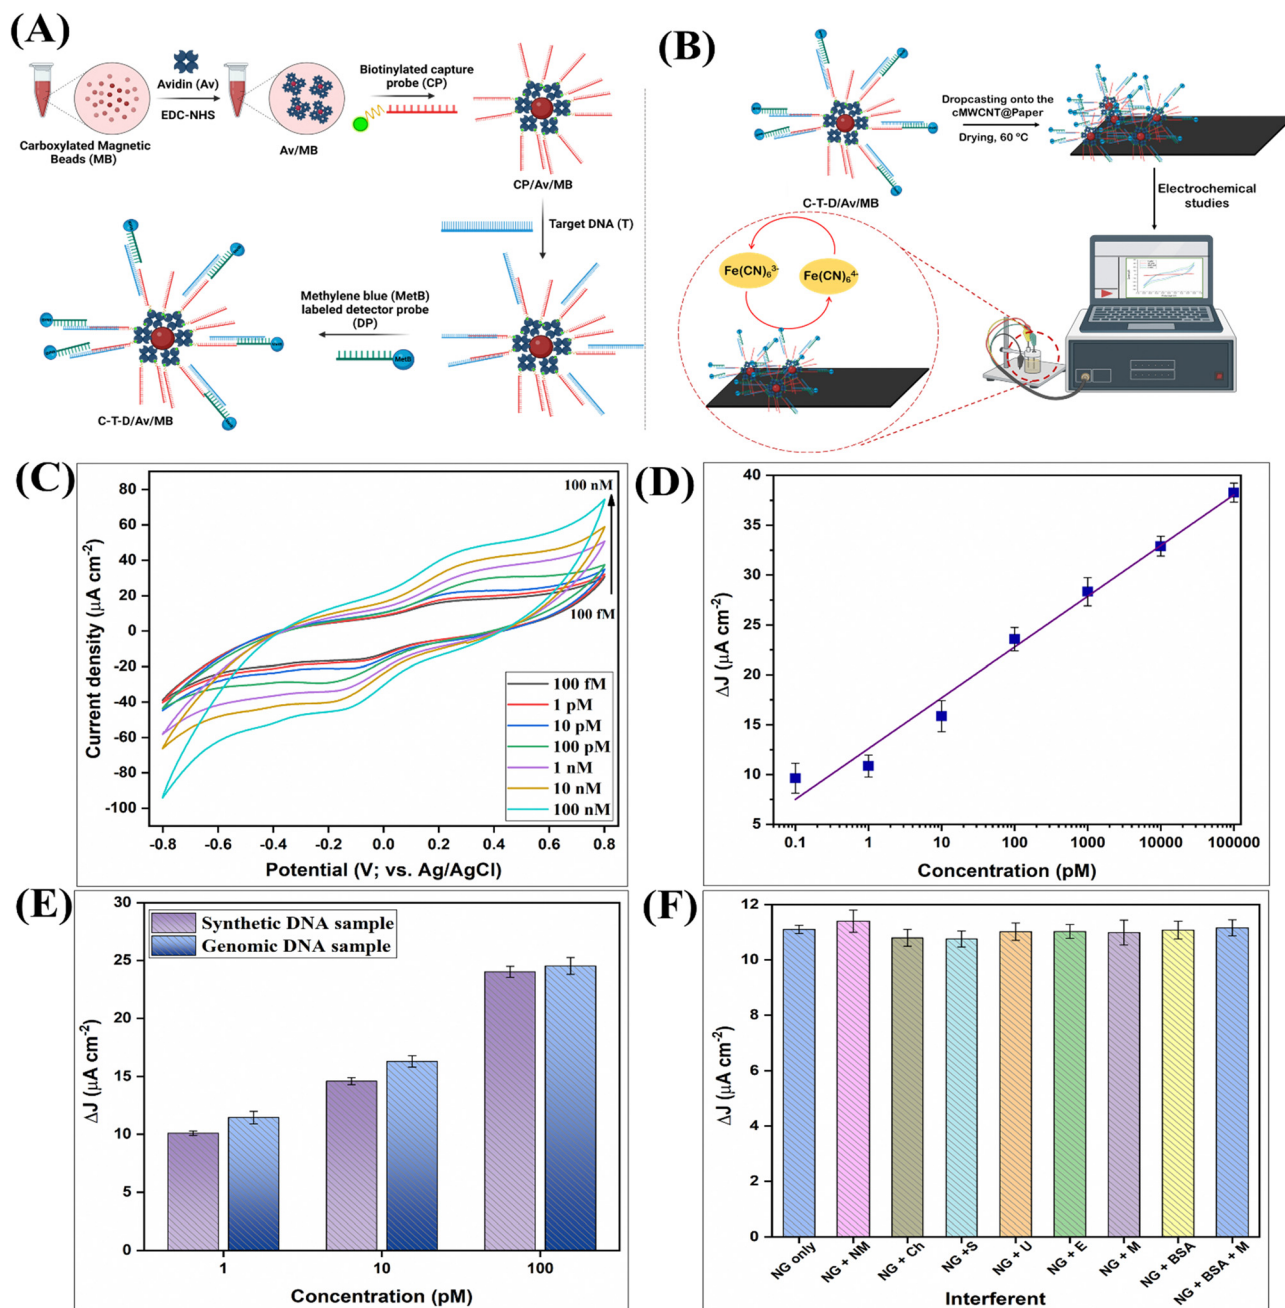 (A)
Avidin (Av)
EDC-NHS
Carboxylated Magnetic
Beads (MB)
Av/MB
Biotinylated capture
probe (CP)
CP/Av/MB
Target DNA (T)
Methylene blue (MetB)
labeled detector probe
(DP)
MetB
C-T-D/Av/MB
(B)
C-T-D/Av/MB
Dropcasting onto the
cMWCNT@Paper
Drying, 60 ºC
Electrochemical
studies
Fe(CN)₆³⁻
Fe(CN)₆⁴⁻
(C)
Current density (µA cm⁻²)
80
60
40
20
0
-20
-40
-60
-80
-100
100 nM
100 fM
100 fM
1 pM
10 pM
100 pM
1 nM
10 nM
100 nM
-0.8 -0.6 -0.4 -0.2 0.0 0.2 0.4 0.6 0.8
Potential (V; vs. Ag/AgCl)
(D)
ΔJ (µA cm⁻²)
40
35
30
25
20
15
10
5
0.1 1 10 100 1000 10000 100000
Concentration (pM)
(E)
ΔJ (µA cm⁻²)
30
25
20
15
10
5
0
Synthetic DNA sample
Genomic DNA sample
1 10 100
Concentration (pM)
(F)
ΔJ (µA cm⁻²)
12
10
8
6
4
2
0
NG only
NG + NM
NG + Ch
NG +S
NG + U
NG + E
NG + M
NG + BSA
NG + BSA + M
Interferent